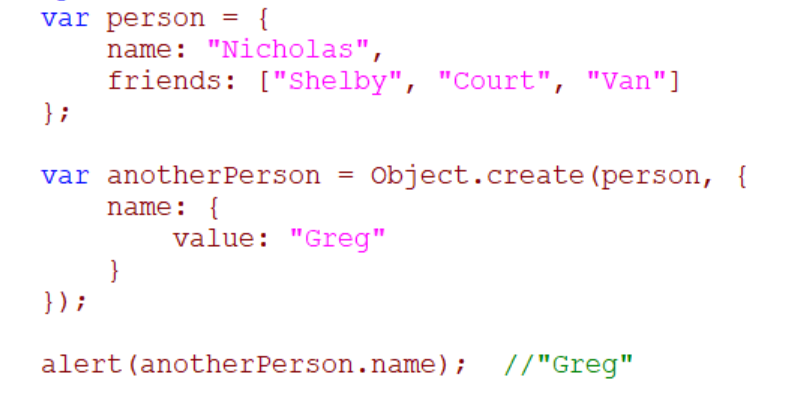 var person = {
    name: "Nicholas",
    friends: ["Shelby", "Court", "Van"]
};
var anotherPerson = Object.create(person, {
    name: {
        value: "Greg"
    }
});
alert(anotherPerson.name);  //"Greg"